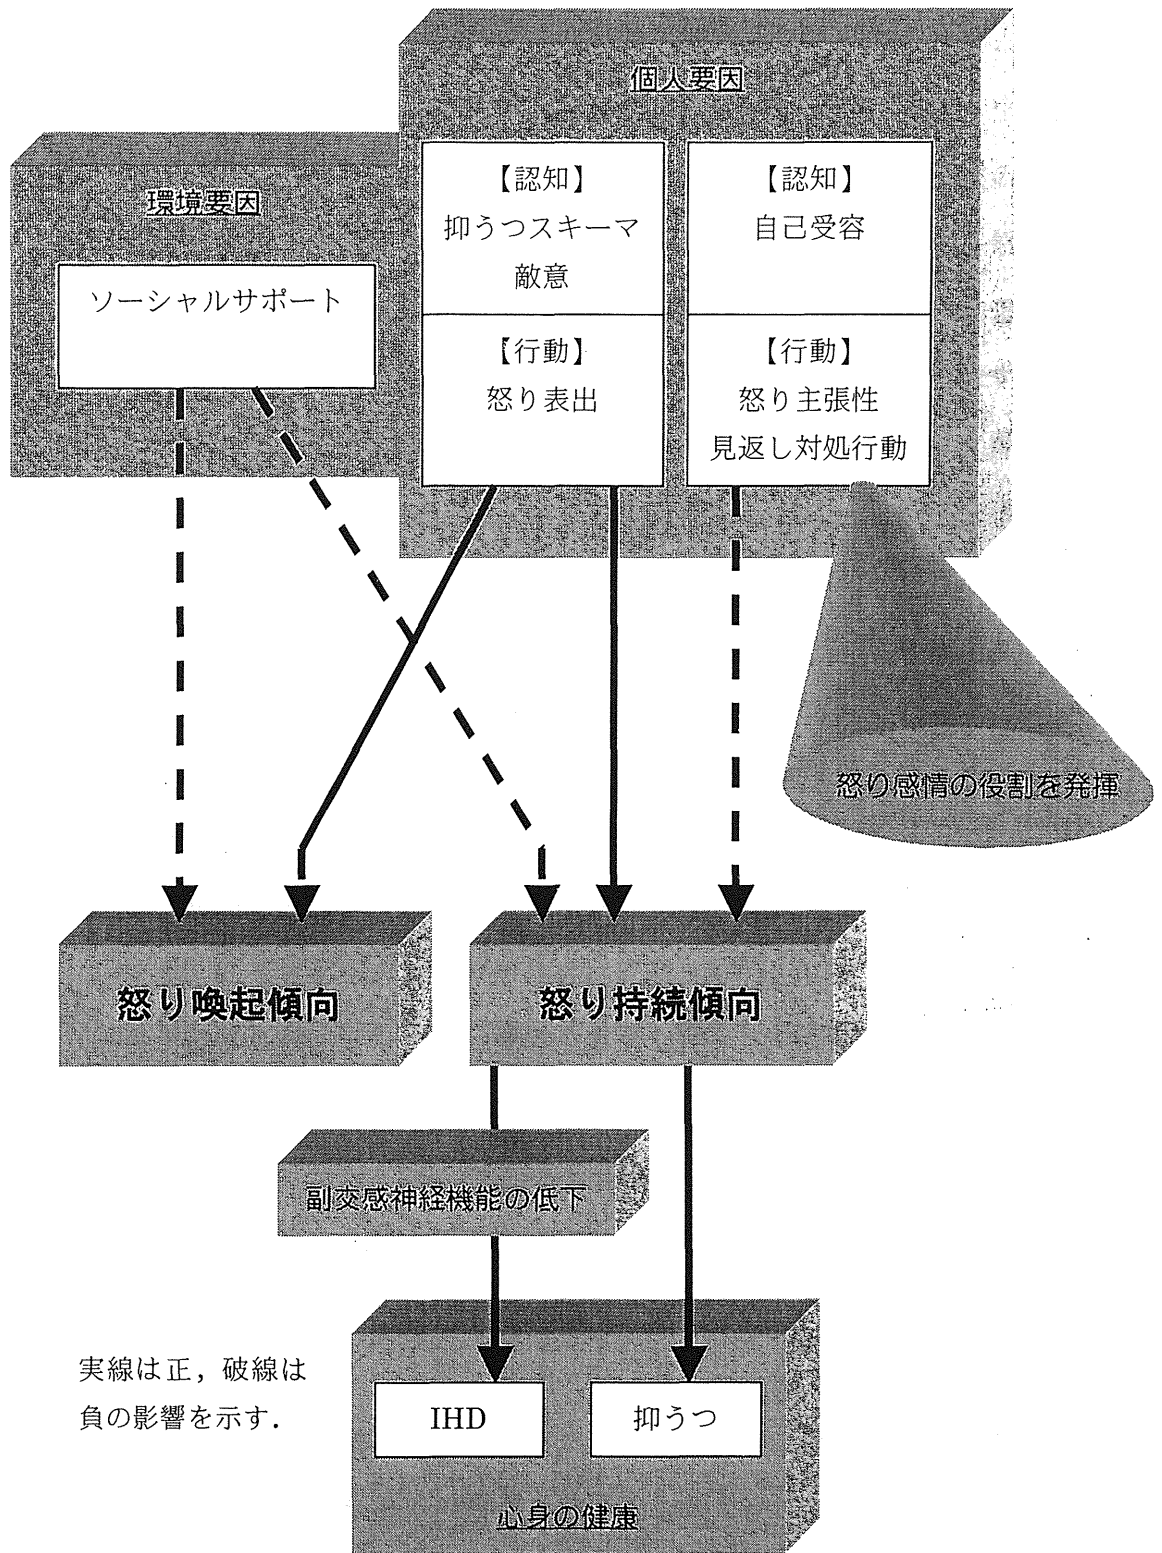 個人要因
環境要因
ソーシャルサポート
【認知】
抑うつスキーマ
敵意
【行動】
怒り表出
【認知】
自己受容
【行動】
怒り主張性
見返し対処行動
怒り感情の役割を発揮
怒り喚起傾向
怒り持続傾向
副交感神経機能の低下
実線は正，破線は
負の影響を示す．
IHD
抑うつ
心身の健康